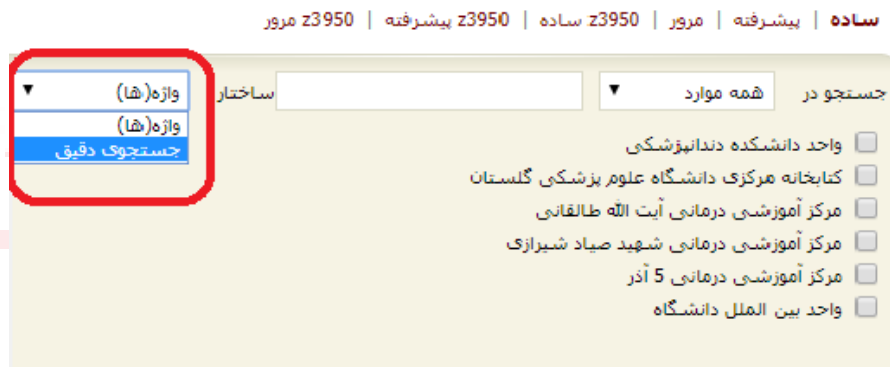 ساده | پیشرفته | مرور | z3950 ساده | z3950 پیشرفته | z3950 مرور
جستجو در همه موارد ساختار واژه(ها)
واژه(ها)
جستجوی دقیق
واحد دانشکده دندانپزشکی
کتابخانه مرکزی دانشگاه علوم پزشکی گلستان
مرکز آموزشی درمانی آیت الله طالقانی
مرکز آموزشی درمانی شهید صیاد شیرازی
مرکز آموزشی درمانی 5 آذر
واحد بین الملل دانشگاه